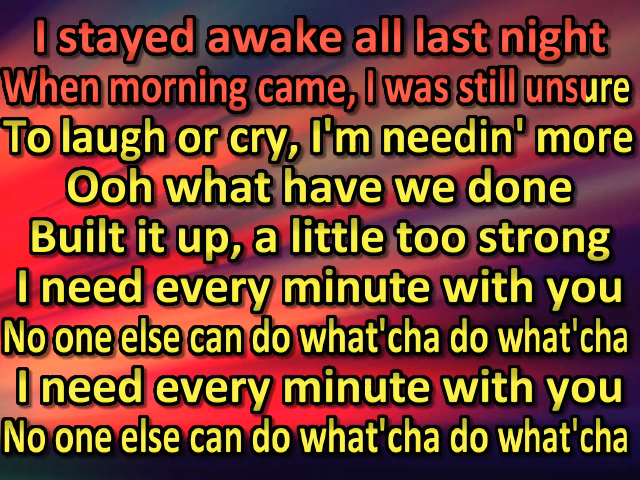 I stayed awake all last night
When morning came, I was still unsure
To laugh or cry, I'm needin' more
Ooh what have we done
Built it up, a little too strong
I need every minute with you
No one else can do what'cha do what'cha
I need every minute with you
No one else can do what'cha do what'cha